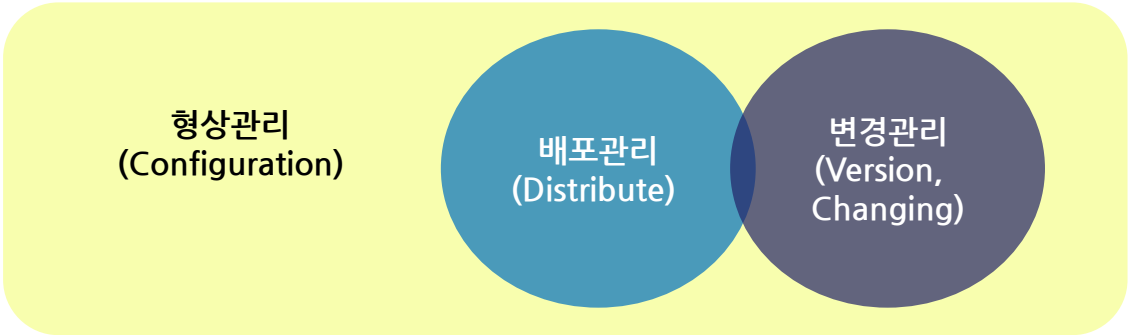 형상관리
(Configuration)
배포관리
(Distribute)
변경관리
(Version,
Changing)